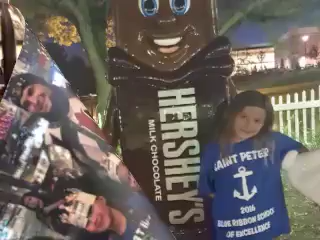 HERSHEY'S
MILK CHOCOLATE
SAINT PETER
2016
BLUE RIBBON SCHOOL
OF EXCELLENCE